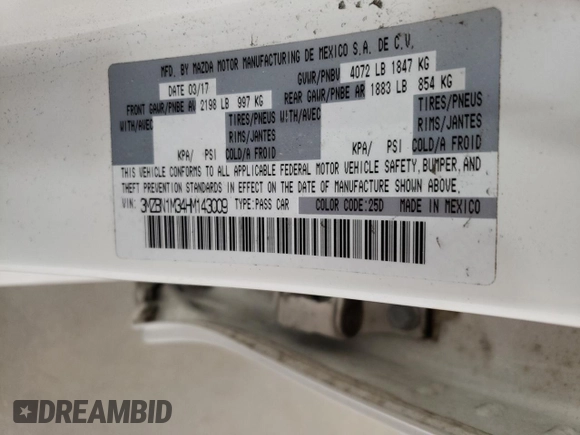 MFD. BY MAZDA MOTOR MANUFACTURING DE MEXICO S.A. DE C.V.
DATE 03/17 GVWR/PNBV 4072 LB 1847 KG
FRONT GAWR/PNBE AV 2198 LB 997 KG REAR GAWR/PNBE AR 1883 LB 854 KG
WITH/AVEC TIRES/PNEUS WITH/AVEC TIRES/PNEUS
RIMS/JANTES RIMS/JANTES
KPA/ PSI COLD/A FROID KPA/ PSI COLD/A FROID
THIS VEHICLE CONFORMS TO ALL APPLICABLE FEDERAL MOTOR VEHICLE SAFETY, BUMPER, AND
THEFT PREVENTION STANDARDS IN EFFECT ON THE DATE OF MANUFACTURE SHOWN ABOVE.
VIN: 3MZBN1M34HM143009 TYPE:PASS CAR COLOR CODE:25D MADE IN MEXICO
DREAMBID